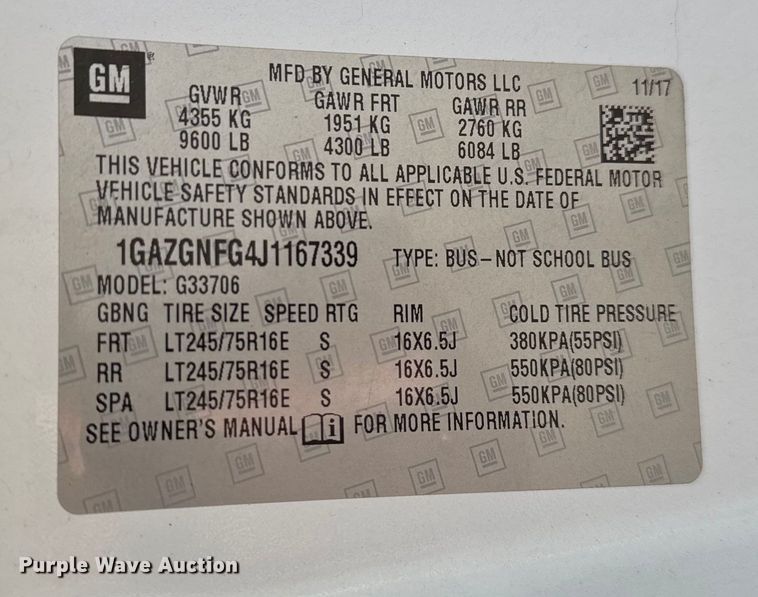 GM
MFD BY GENERAL MOTORS LLC 11/17
GVWR GAWR FRT GAWR RR
4355 KG 1951 KG 2760 KG
9600 LB 4300 LB 6084 LB
THIS VEHICLE CONFORMS TO ALL APPLICABLE U.S. FEDERAL MOTOR
VEHICLE SAFETY STANDARDS IN EFFECT ON THE DATE OF
MANUFACTURE SHOWN ABOVE.
1GAZGNFG4J1167339 TYPE: BUS-NOT SCHOOL BUS
MODEL: G33706
GBNG TIRE SIZE SPEED RTG RIM COLD TIRE PRESSURE
FRT LT245/75R16E S 16X6.5J 380KPA(55PSI)
RR LT245/75R16E S 16X6.5J 550KPA(80PSI)
SPA LT245/75R16E S 16X6.5J 550KPA(80PSI)
SEE OWNER'S MANUAL i FOR MORE INFORMATION.
Purple Wave Auction